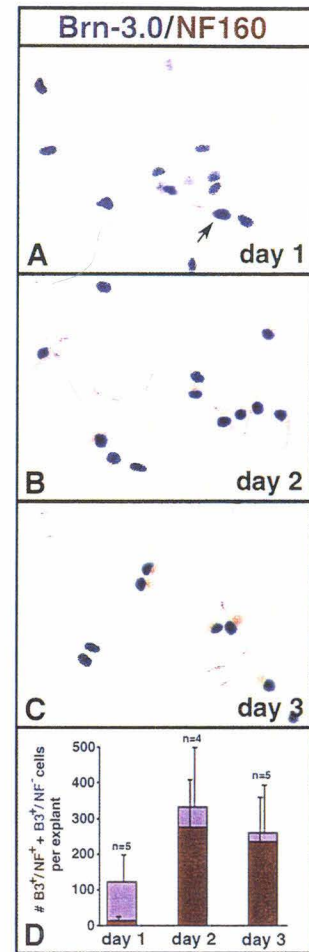 Brn-3.0/NF160
A
day 1
B
day 2
C
day 3
D
# B3+/NF+ + B3+/NF- cells
per explant
500
400
300
200
100
0
n=5
n=4
n=5
day 1
day 2
day 3